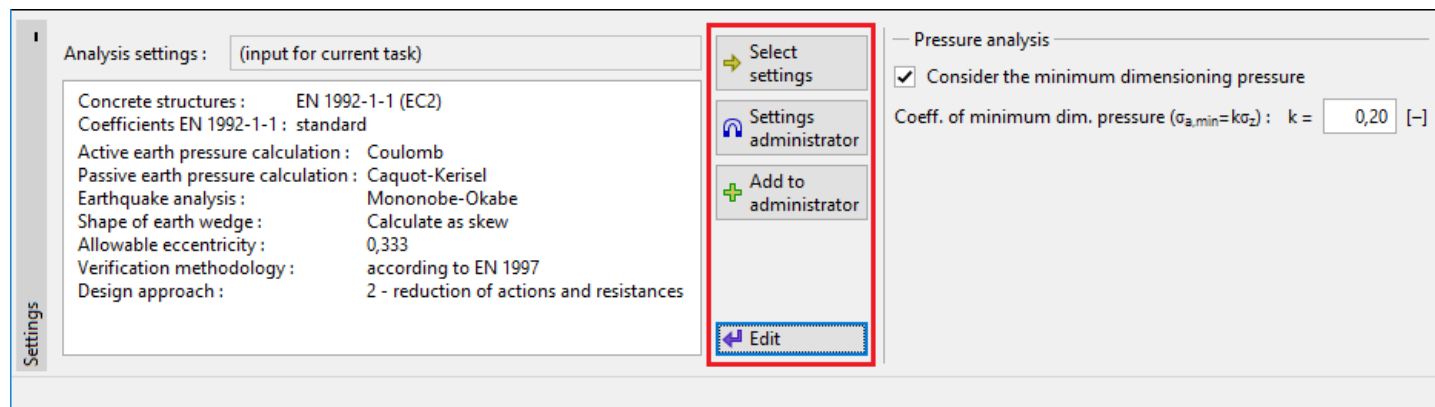 Analysis settings : (input for current task)
Concrete structures : EN 1992-1-1 (EC2)
Coefficients EN 1992-1-1 : standard
Active earth pressure calculation : Coulomb
Passive earth pressure calculation : Caquot-Kerisel
Earthquake analysis : Mononobe-Okabe
Shape of earth wedge : Calculate as skew
Allowable eccentricity : 0,333
Verification methodology : according to EN 1997
Design approach : 2 - reduction of actions and resistances
Settings
Select
settings
Settings
administrator
Add to
administrator
Edit
Pressure analysis
Consider the minimum dimensioning pressure
Coeff. of minimum dim. pressure (σa,min=kσz) : k = 0,20 [–]